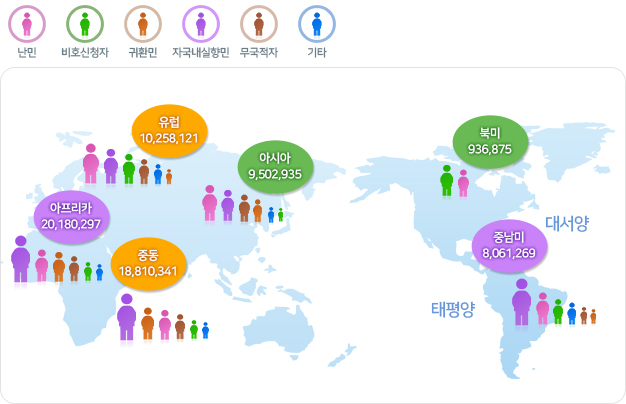 난민
비호신청자
귀환민
자국내실향민
무국적자
기타
유럽
10,258,121
아시아
9,502,935
북미
936,875
아프리카
20,180,297
대서양
중동
18,810,341
중남미
8,061,269
태평양